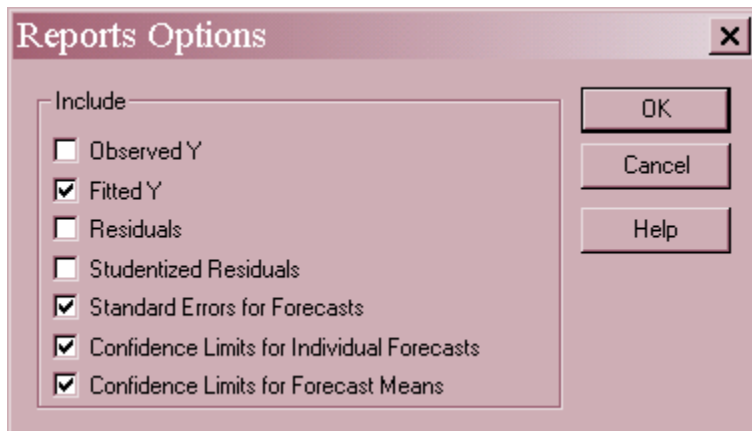 Reports Options
Include
Observed Y
Fitted Y
Residuals
Studentized Residuals
Standard Errors for Forecasts
Confidence Limits for Individual Forecasts
Confidence Limits for Forecast Means
OK
Cancel
Help